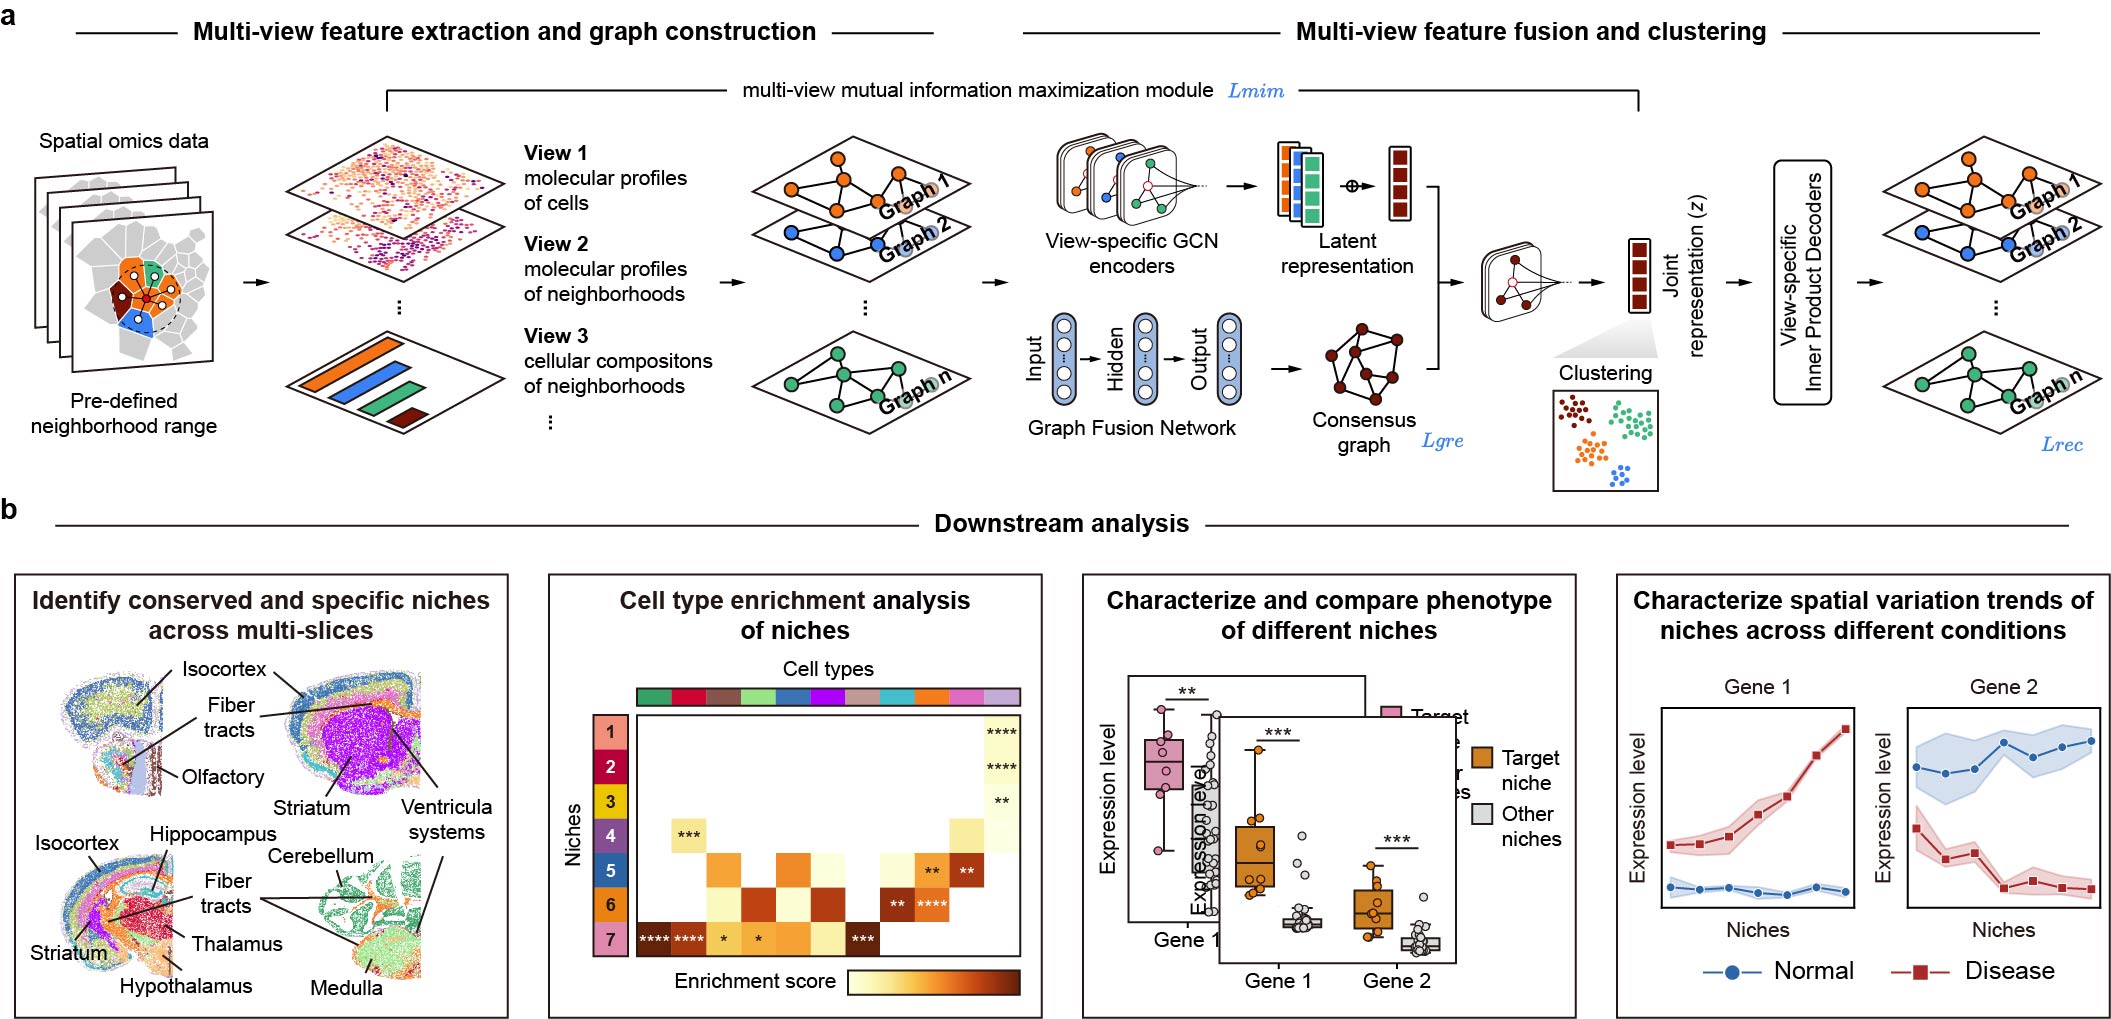 a
Multi-view feature extraction and graph construction
Multi-view feature fusion and clustering
multi-view mutual information maximization module Lmim
Spatial omics data
Pre-defined
neighborhood range
View 1
molecular profiles
of cells
View 2
molecular profiles
of neighborhoods
View 3
cellular compositons
of neighborhoods
Graph 1
Graph 2
Graph n
View-specific GCN
encoders
Latent
representation
Input
Hidden
Output
Graph Fusion Network
Consensus
graph
Lgre
Joint
representation (z)
Clustering
View-specific
Inner Product Decoders
Graph 1
Graph 2
Graph n
Lrec
b
Downstream analysis
Identify conserved and specific niches
across multi-slices
Isocortex
Fiber
tracts
Olfactory
Striatum
Ventricula
systems
Isocortex
Hippocampus
Cerebellum
Fiber
tracts
Striatum
Thalamus
Hypothalamus
Medulla
Cell type enrichment analysis
of niches
Cell types
Niches
1
****
2
****
3
**
4
***
5
** **
6
** ****
7
**** **** * * ***
Enrichment score
Characterize and compare phenotype
of different niches
Expression level
**
Gene 1
Target
Expression level
***
***
Gene 1
Gene 2
Target
niche
Other
niches
Characterize spatial variation trends of
niches across different conditions
Gene 1
Expression level
Niches
Gene 2
Expression level
Niches
Normal
Disease